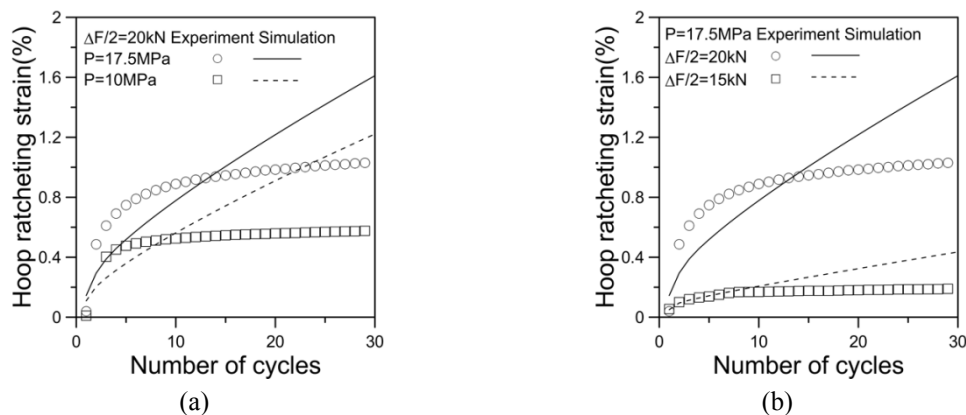 2
1.6
1.2
0.8
0.4
0
Hoop ratcheting strain(%)
ΔF/2=20kN Experiment Simulation
P=17.5MPa
P=10MPa
0 10 20 30
Number of cycles
(a)
2
1.6
1.2
0.8
0.4
0
Hoop ratcheting strain(%)
P=17.5MPa Experiment Simulation
ΔF/2=20kN
ΔF/2=15kN
0 10 20 30
Number of cycles
(b)